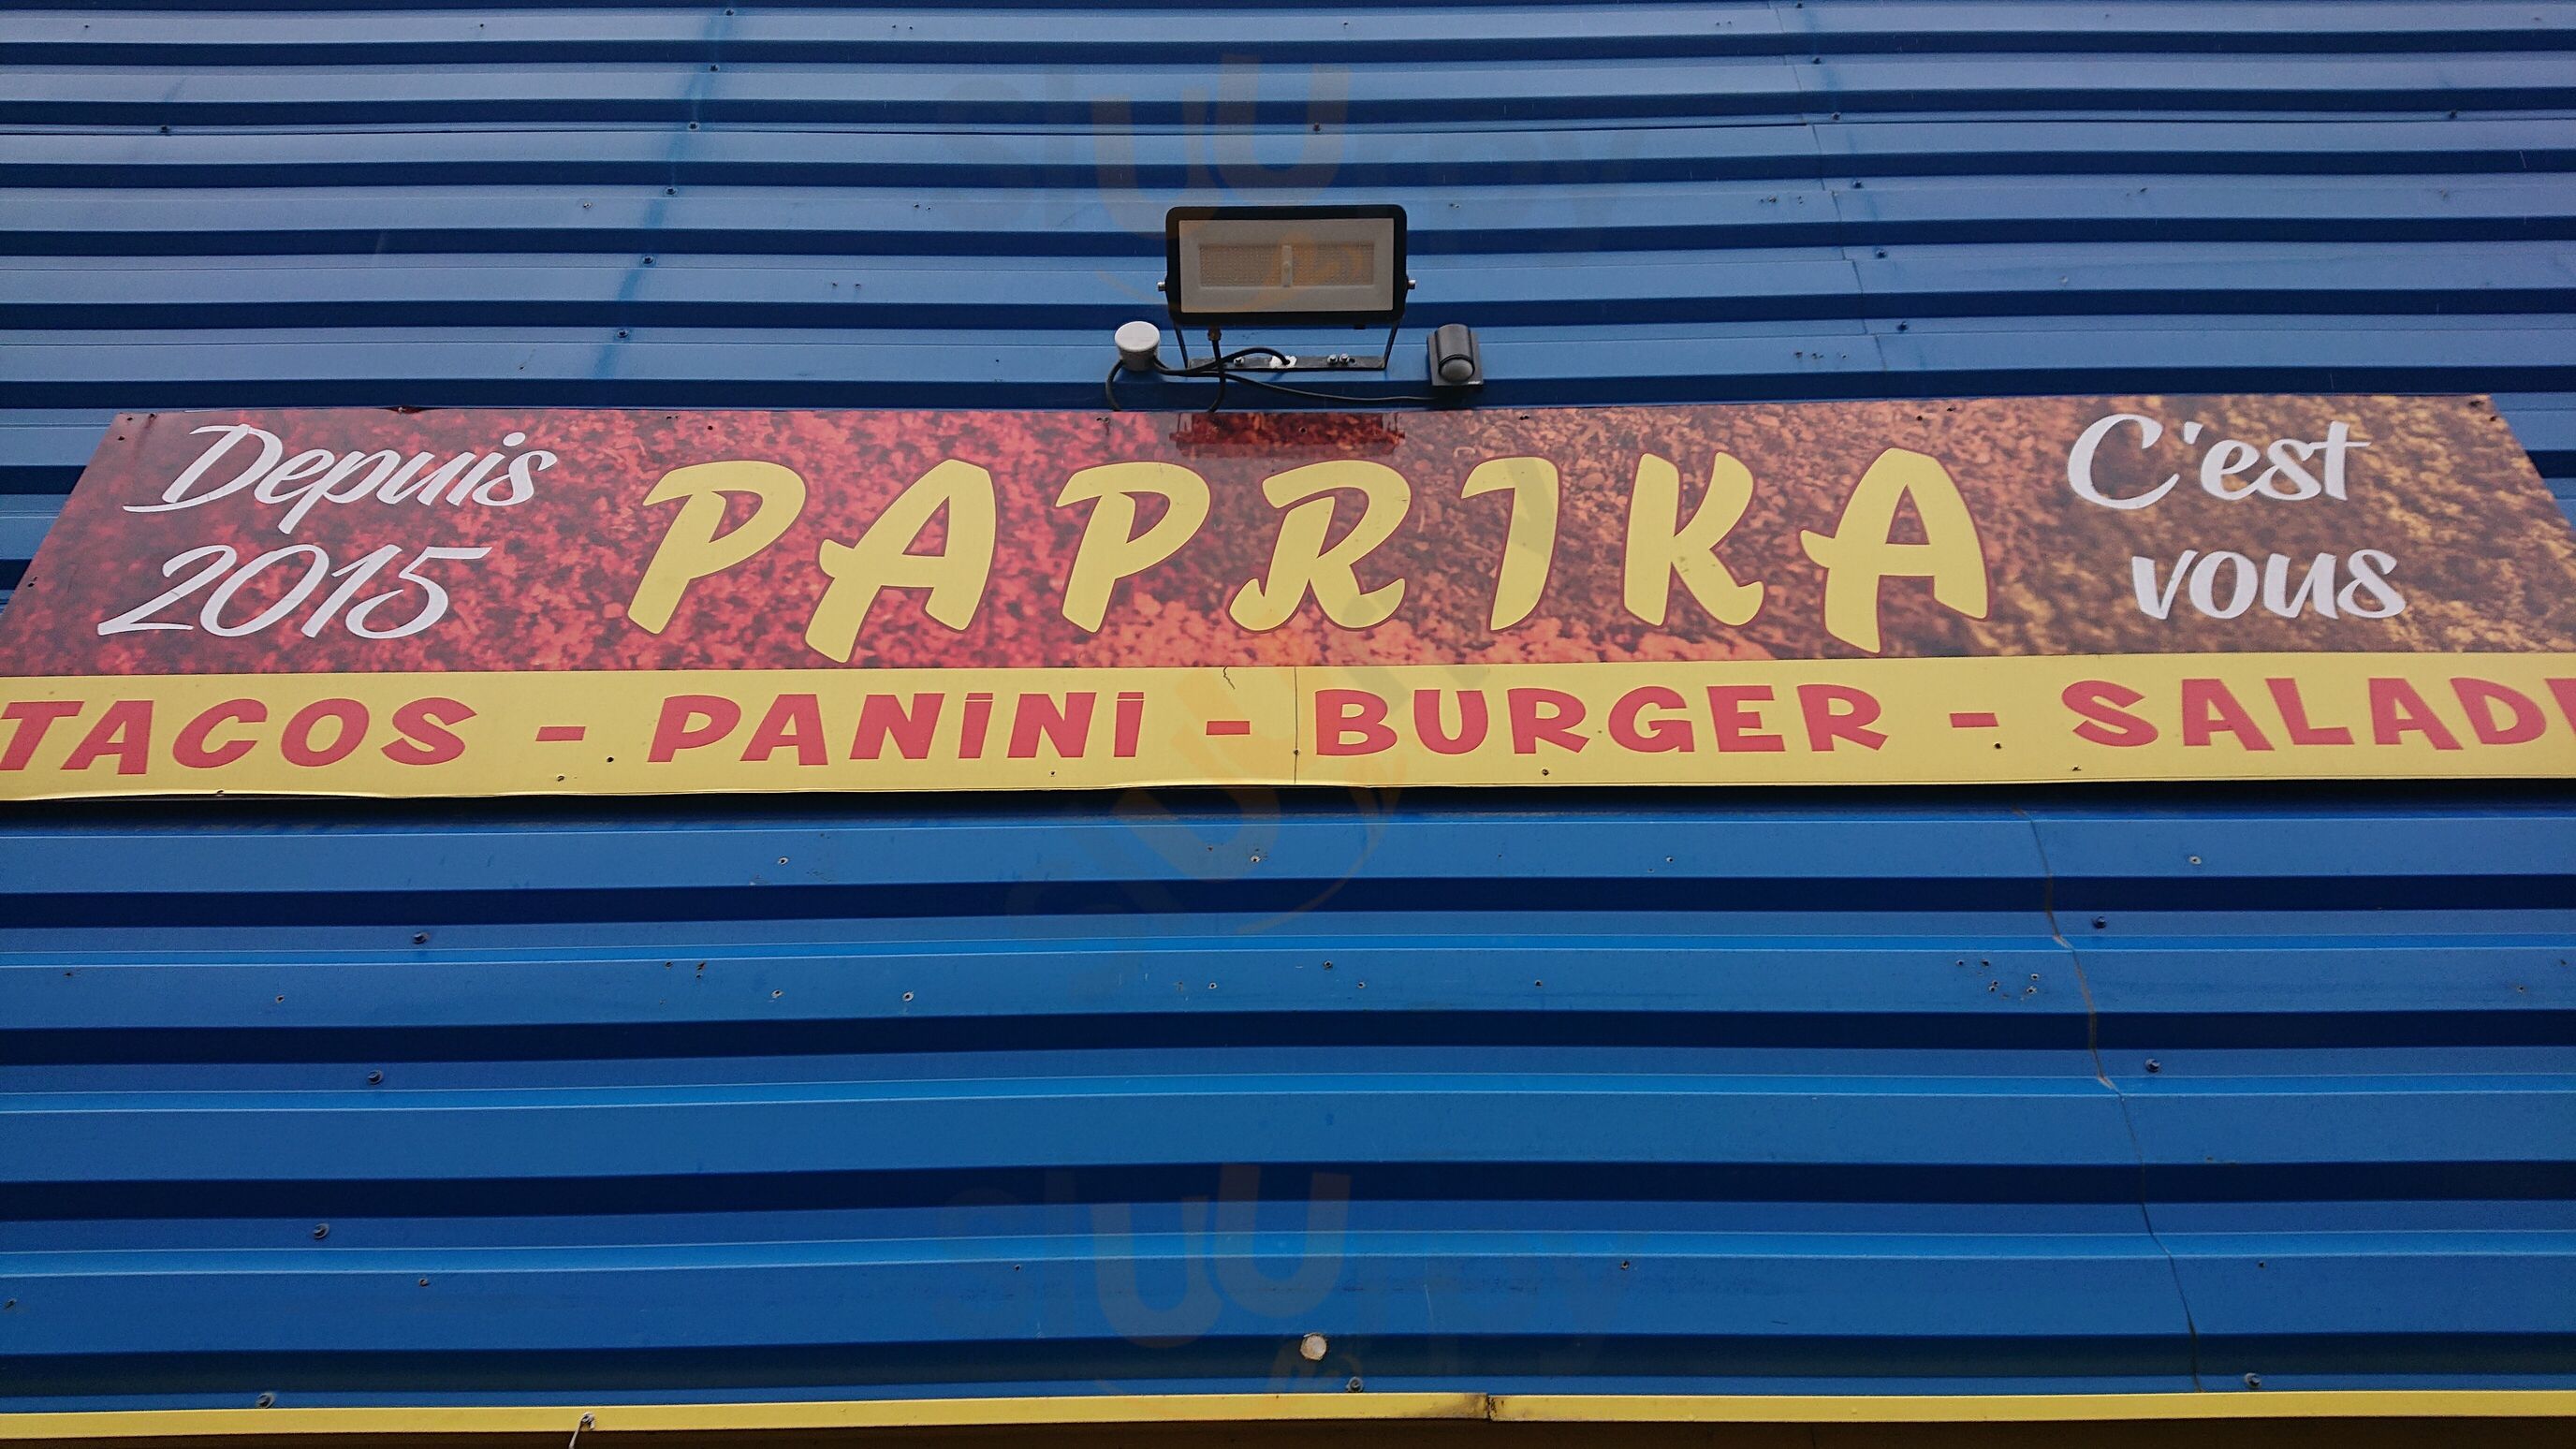 Depuis
2015
PAPRIKA
C'est
vous
TACOS - PANiNi - BURGER - SALAD